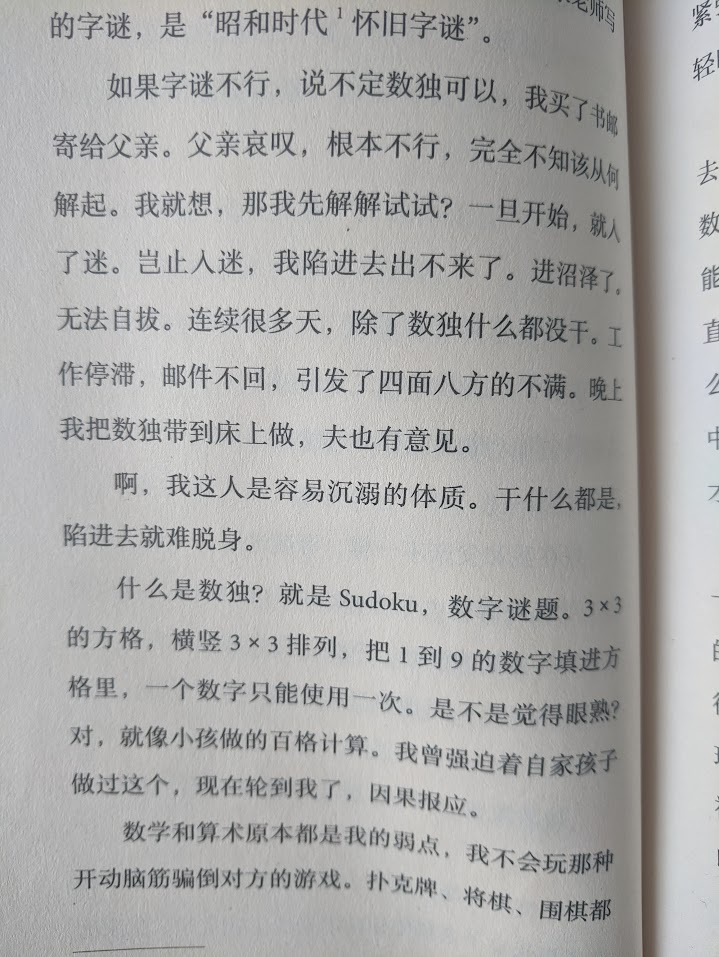 老师写
的字谜，是“昭和时代¹怀旧字谜”。
如果字谜不行，说不定数独可以，我买了书邮
寄给父亲。父亲哀叹，根本不行，完全不知该从何
解起。我就想，那我先解解试试？一旦开始，就入
了迷。岂止入迷，我陷进去出不来了。进沼泽了。
无法自拔。连续很多天，除了数独什么都没干。工
作停滞，邮件不回，引发了四面八方的不满。晚上
我把数独带到床上做，夫也有意见。
啊，我这人是容易沉溺的体质。干什么都是，
陷进去就难脱身。
什么是数独？就是 Sudoku，数字谜题。3×3
的方格，横竖 3×3 排列，把 1 到 9 的数字填进方
格里，一个数字只能使用一次。是不是觉得眼熟？
对，就像小孩做的百格计算。我曾强迫着自家孩子
做过这个，现在轮到我了，因果报应。
数学和算术原本都是我的弱点，我不会玩那种
开动脑筋骗倒对方的游戏。扑克牌、将棋、围棋都
轻
去
数
能
直
么
中